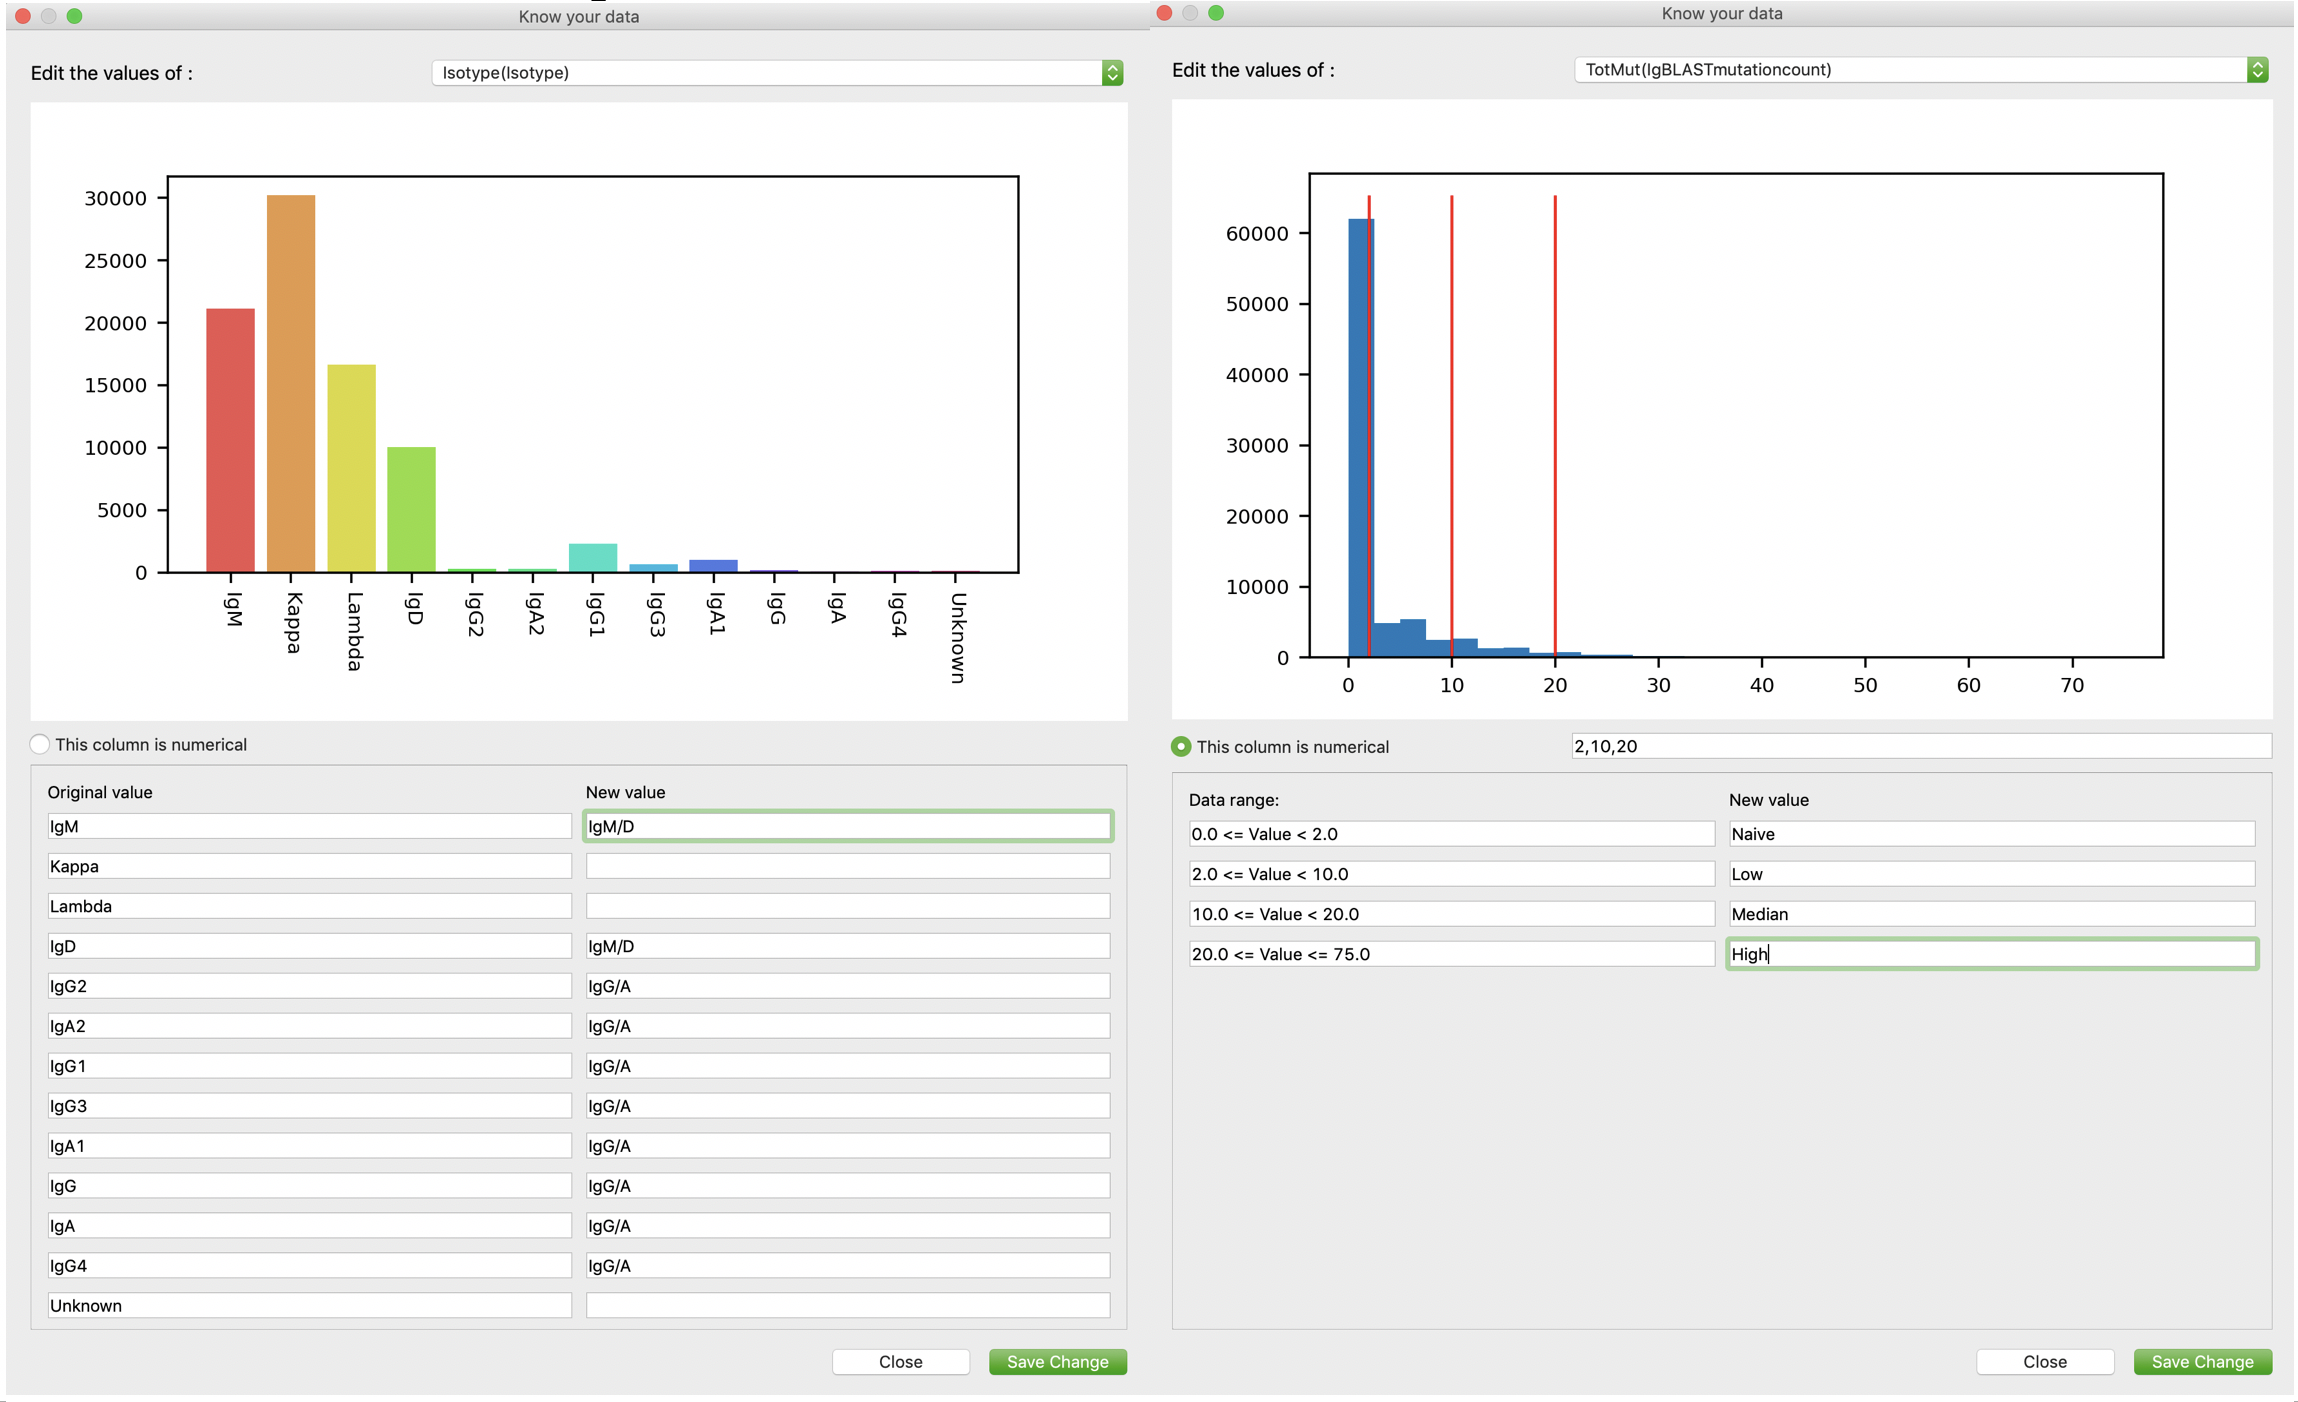 Know your data
Edit the values of :
Isotype(Isotype)
30000
25000
20000
15000
10000
5000
0
IgM
Kappa
Lambda
IgD
IgG2
IgA2
IgG1
IgG3
IgA1
IgG
IgA
IgG4
Unknown
This column is numerical
Original value New value
IgM IgM/D
Kappa
Lambda
IgD IgM/D
IgG2 IgG/A
IgA2 IgG/A
IgG1 IgG/A
IgG3 IgG/A
IgA1 IgG/A
IgG IgG/A
IgA IgG/A
IgG4 IgG/A
Unknown
Close Save Change
Know your data
Edit the values of :
TotMut(IgBLASTmutationcount)
60000
50000
40000
30000
20000
10000
0
0 10 20 30 40 50 60 70
This column is numerical
2,10,20
Data range: New value
0.0 <= Value < 2.0 Naive
2.0 <= Value < 10.0 Low
10.0 <= Value < 20.0 Median
20.0 <= Value <= 75.0 High
Close Save Change